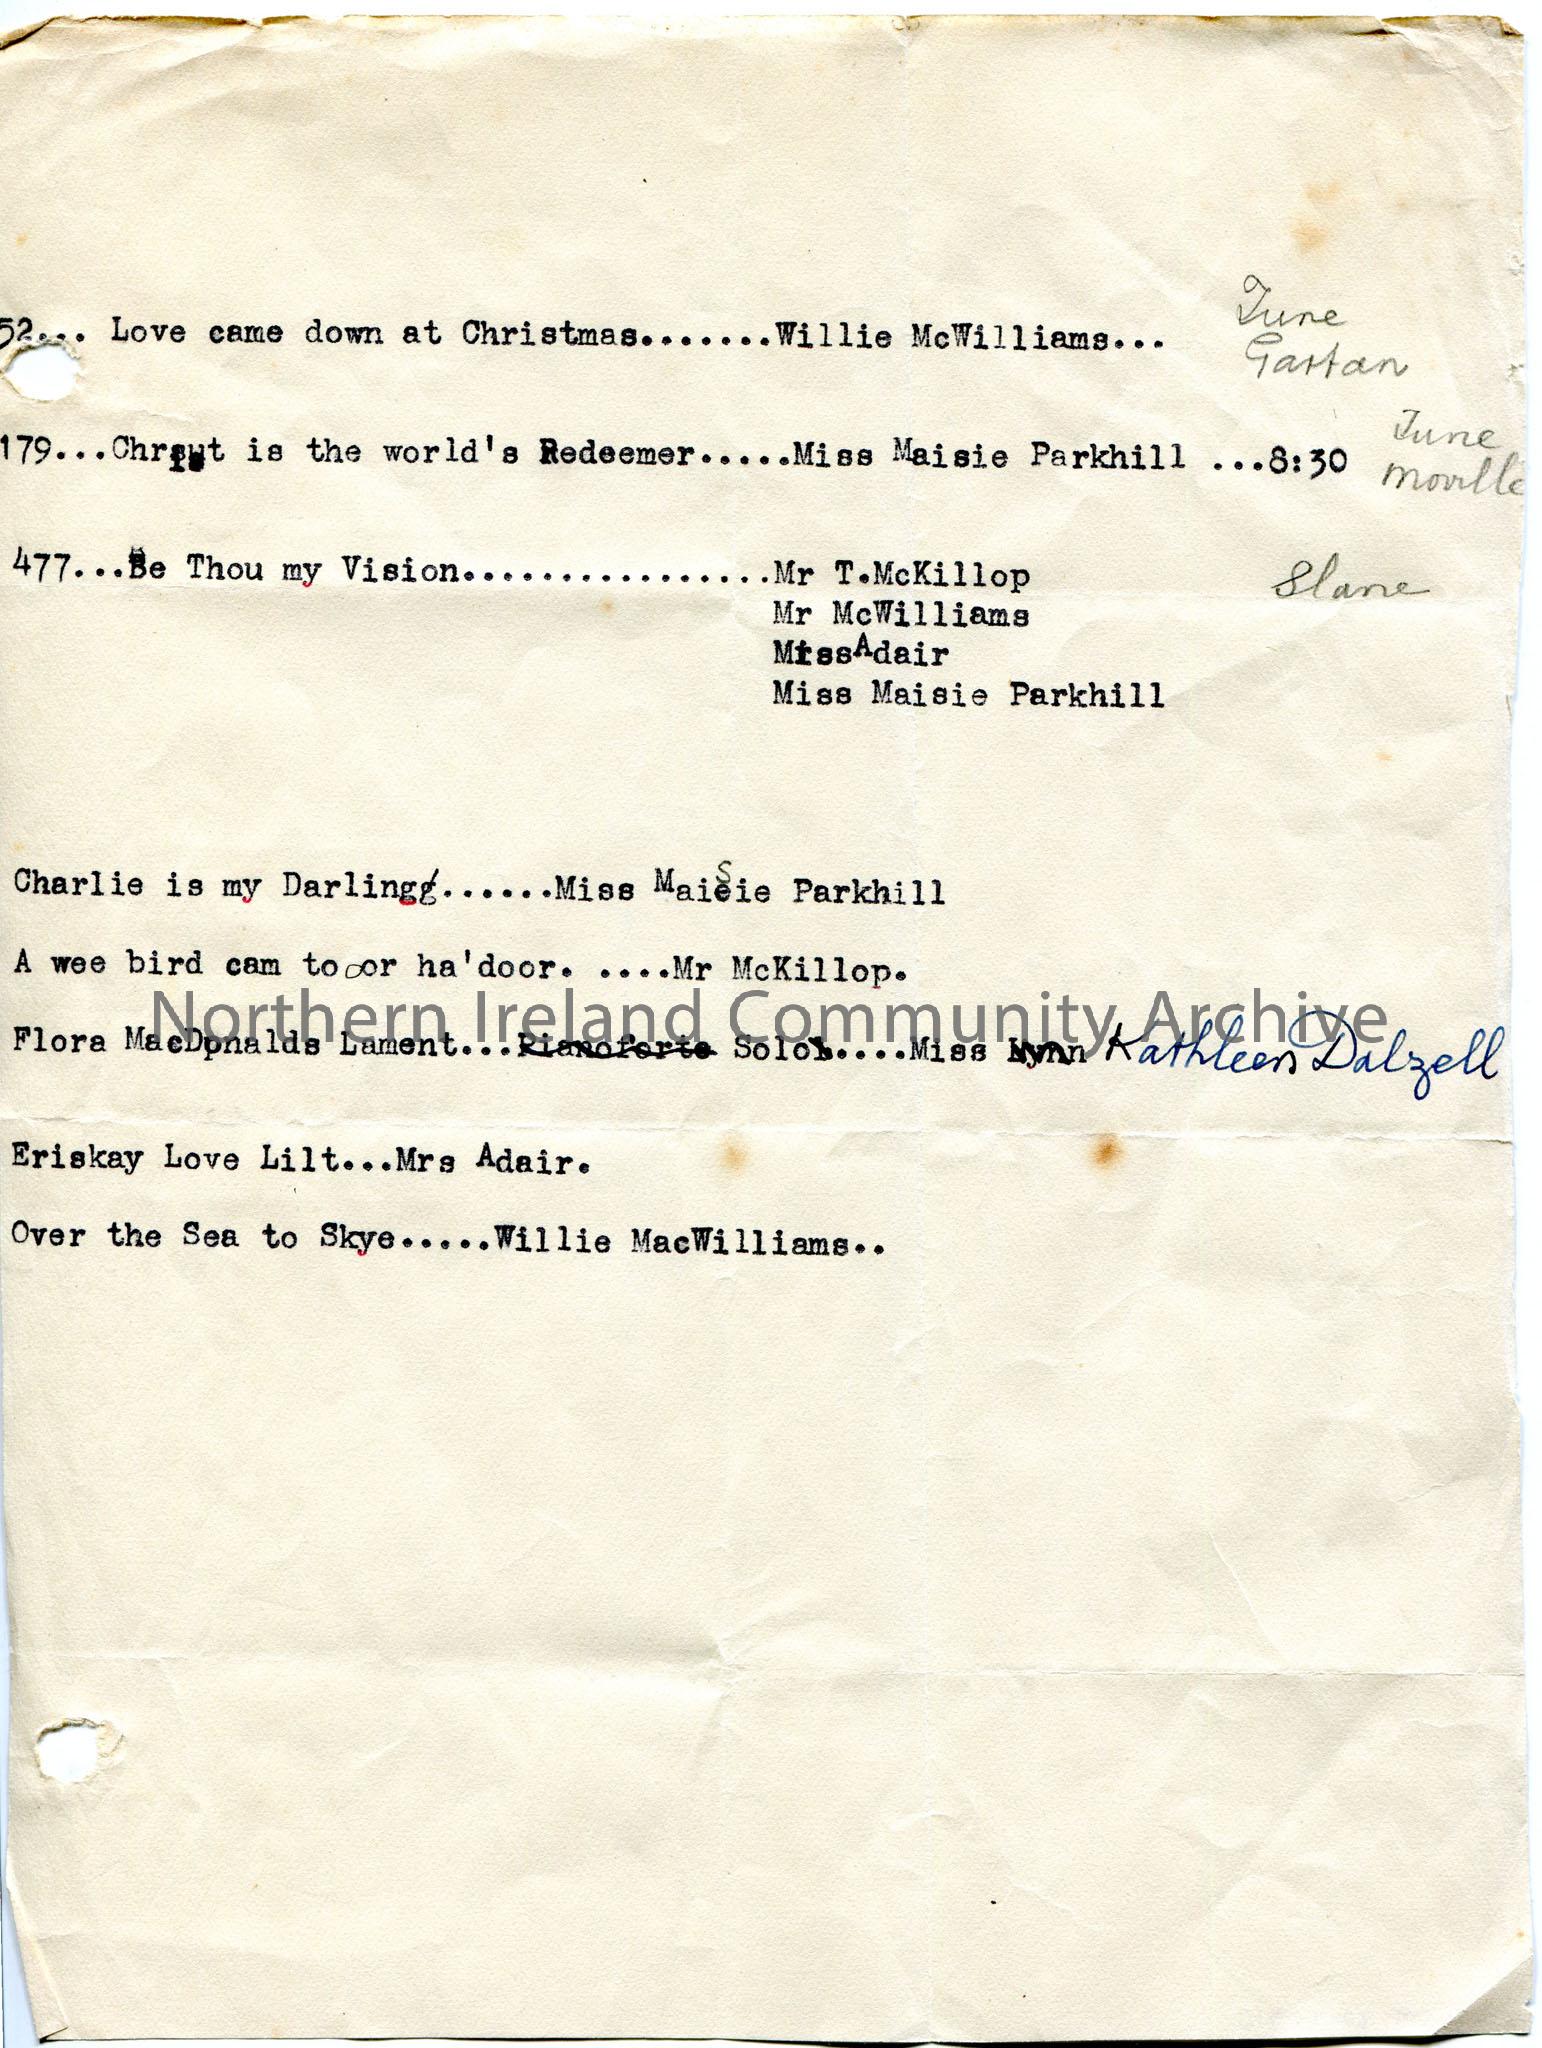 52... Love came down at Christmas.......Willie McWilliams... Tune
Gartan
179...Christ is the world's Redeemer.....Miss Maisie Parkhill ...8:30 Tune
Moville
477...Be Thou my Vision................Mr T.McKillop Slane
Mr McWilliams
MissAdair
Miss Maisie Parkhill
Charlie is my Darlingg......Miss Maisie Parkhill
A wee bird cam to oor ha'door. ....Mr McKillop.
Northern Ireland Community Archive
Flora MacDonalds Lament...Pianoforte Solo....Miss Lynn Kathleen Dalzell
Eriskay Love Lilt...Mrs Adair.
Over the Sea to Skye.....Willie MacWilliams..